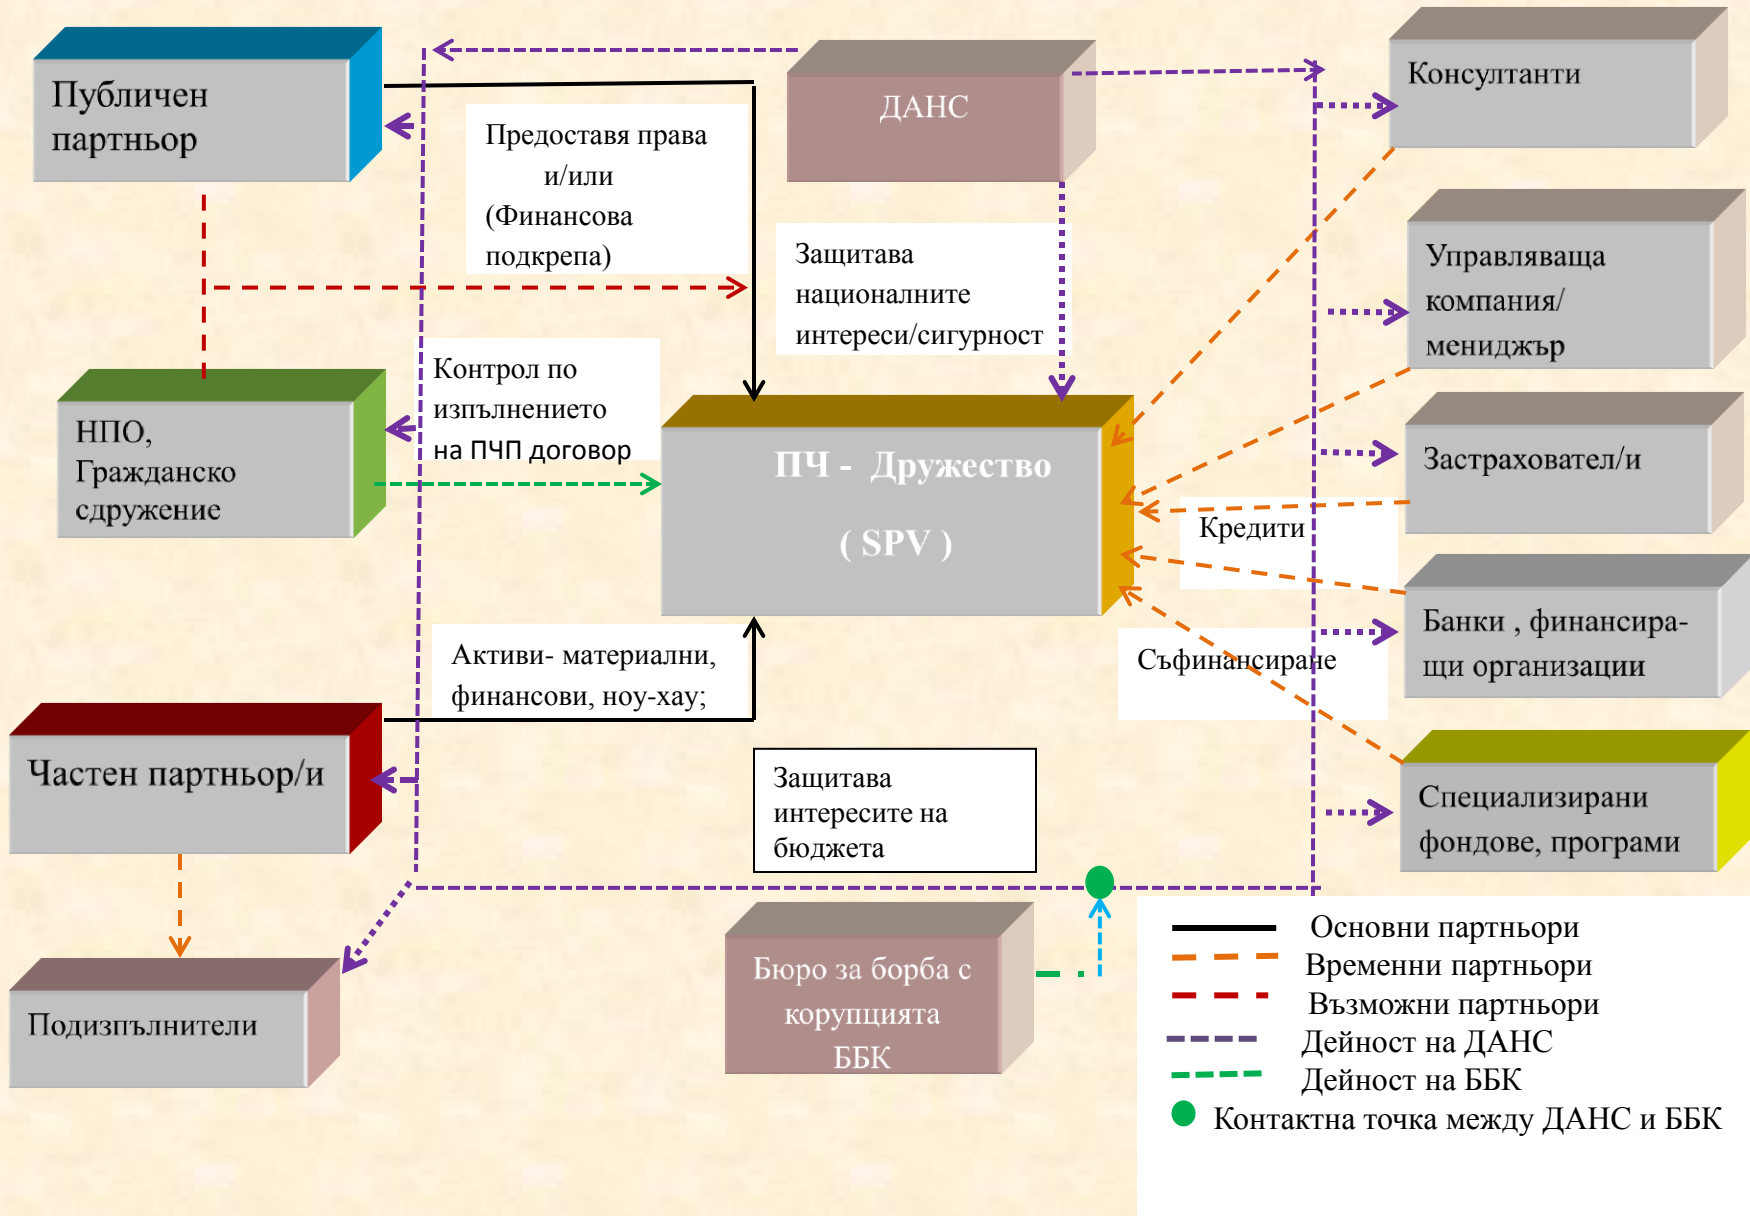 Публичен
партньор
ДАНС
Консултанти
Предоставя права
и/или
(Финансова
подкрепа)
Защитава
националните
интереси/сигурност
Управляваща
компания/
мениджър
Контрол по
изпълнението
на ПЧП договор
НПО,
Гражданско
сдружение
ПЧ - Дружество
( SPV )
Застраховател/и
Кредити
Банки , финансира-
щи организации
Съфинансиране
Активи- материални,
финансови, ноу-хау;
Частен партньор/и
Защитава
интересите на
бюджета
Специализирани
фондове, програми
Подизпълнители
Бюро за борба с
корупцията
ББК
Основни партньори
Временни партньори
Възможни партньори
Дейност на ДАНС
Дейност на ББК
Контактна точка между ДАНС и ББК